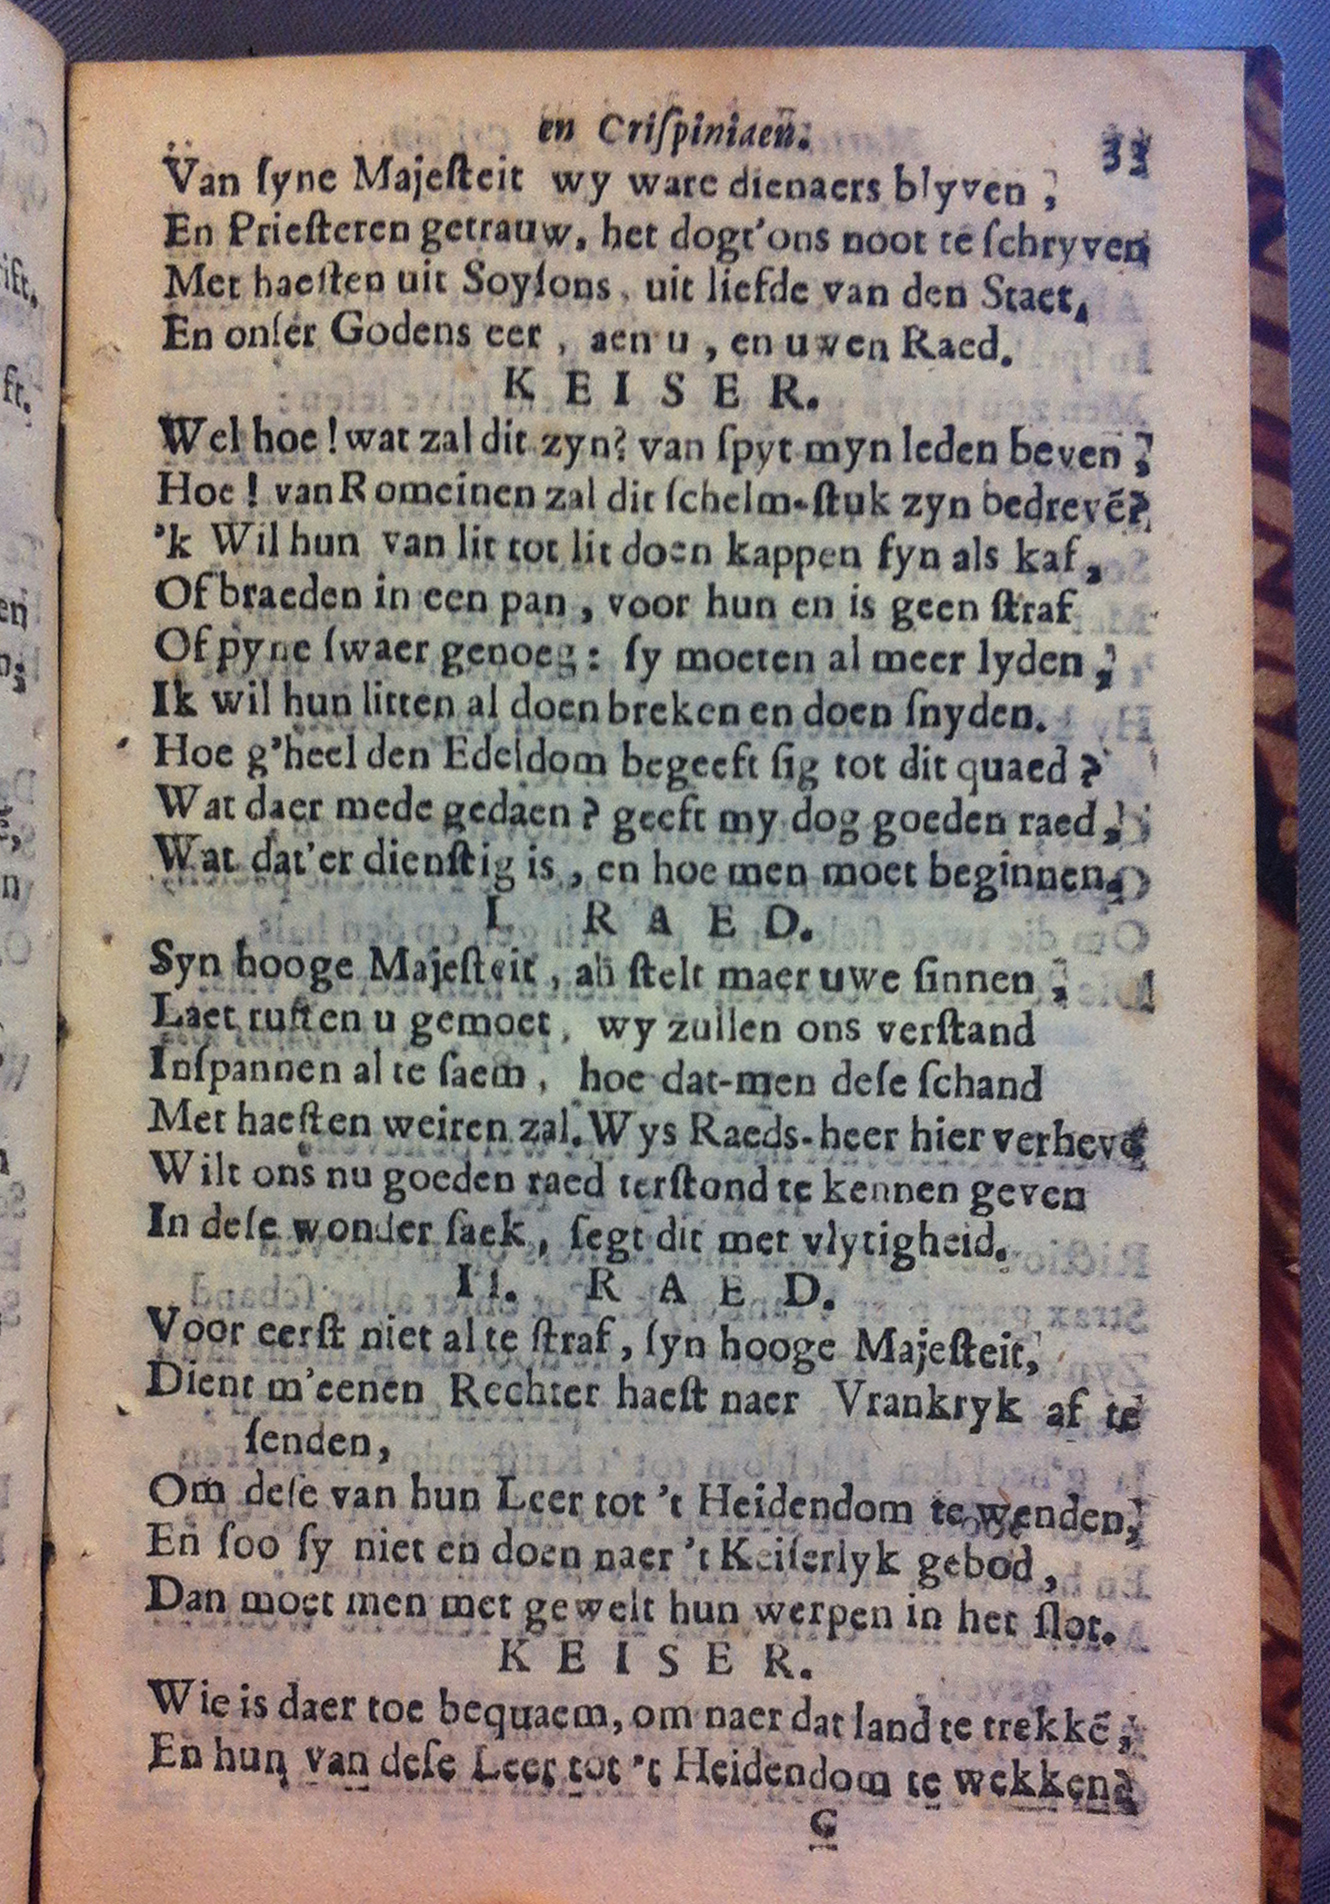 en Criſpiniaen. 33
Van ſyne Majeſteit wy ware dienaers blyven,
En Prieſteren getrauw, het dogt'ons noot te ſchryven
Met haeſten uit Soyſons, uit liefde van den Staet,
En onſer Godens eer, aen u, en uwen Raed.
KEISER.
Wel hoe! wat zal dit zyn? van ſpyt myn leden beven,
Hoe! van Romeinen zal dit ſchelm-ſtuk zyn bedrevẽ?
'k Wil hun van lit tot lit doen kappen fyn als kaf,
Of braeden in een pan, voor hun en is geen ſtraf
Of pyne ſwaer genoeg: ſy moeten al meer lyden,
Ik wil hun litten al doen breken en doen ſnyden.
Hoe g'heel den Edeldom begeeft ſig tot dit quaed?
Wat daer mede gedaen? geeft my dog goeden raed,
Wat dat'er dienſtig is, en hoe men moet beginnen.
I. RAED.
Syn hooge Majeſteit, ah ſtelt maer uwe ſinnen,
Laet ruſten u gemoet, wy zullen ons verſtand
Inſpannen al te ſaem, hoe dat-men deſe ſchand
Met haeſten weiren zal. Wys Raeds-heer hier verhevẽ
Wilt ons nu goeden raed terſtond te kennen geven
In deſe wonder ſaek, ſegt dit met vlytigheid.
II. RAED.
Voor eerſt niet al te ſtraf, ſyn hooge Majeſteit,
Dient m'eenen Rechter haeſt naer Vrankryk af te
ſenden,
Om deſe van hun Leer tot 't Heidendom te wenden,
En ſoo ſy niet en doen naer 't Keiſerlyk gebod,
Dan moet men met gewelt hun werpen in het ſlot.
KEISER.
Wie is daer toe bequaem, om naer dat land te trekkẽ,
En hun van deſe Leer tot 't Heidendom te wekken?
C